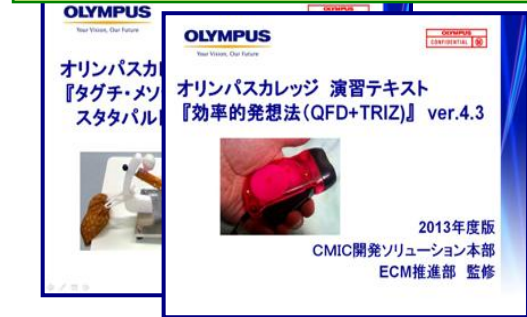 OLYMPUS
Your Vision, Our Future
オリンパスカ
『タグチ・メソ
スタタパルト
OLYMPUS
Your Vision, Our Future
OLYMPUS
CONFIDENTIAL
オリンパスカレッジ 演習テキスト
『効率的発想法(QFD+TRIZ)』 ver.4.3
2013年度版
CMIC開発ソリューション本部
ECM推進部 監修